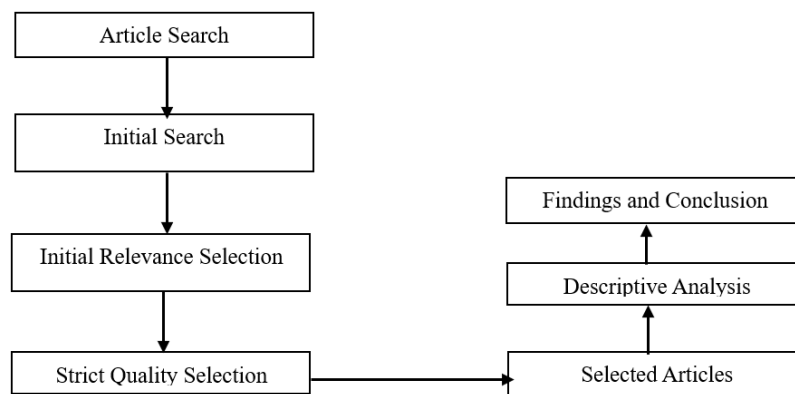 Article Search
Initial Search
Initial Relevance Selection
Strict Quality Selection
Selected Articles
Descriptive Analysis
Findings and Conclusion